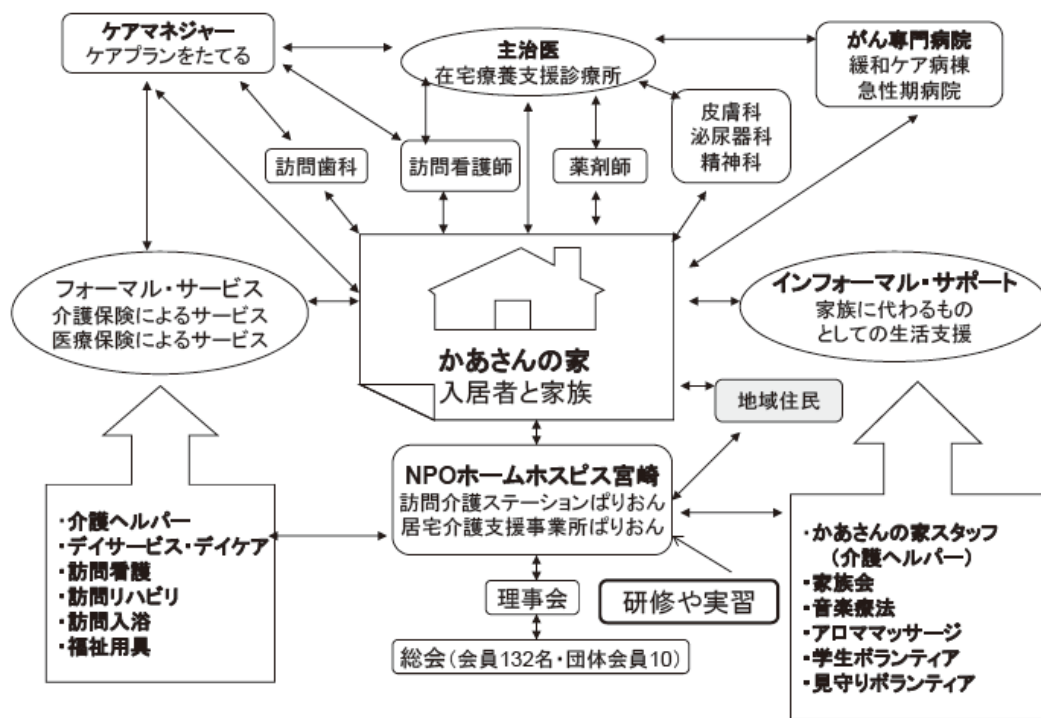 ケアマネジャー
ケアプランをたてる
主治医
在宅療養支援診療所
がん専門病院
緩和ケア病棟
急性期病院
訪問歯科
訪問看護師
薬剤師
皮膚科
泌尿器科
精神科
フォーマル・サービス
介護保険によるサービス
医療保険によるサービス
かあさんの家
入居者と家族
インフォーマル・サポート
家族に代わるもの
としての生活支援
地域住民
NPOホームホスピス宮崎
訪問介護ステーションぱりおん
居宅介護支援事業所ぱりおん
・介護ヘルパー
・デイサービス・デイケア
・訪問看護
・訪問リハビリ
・訪問入浴
・福祉用具
理事会
研修や実習
総会(会員132名・団体会員10)
・かあさんの家スタッフ
(介護ヘルパー)
・家族会
・音楽療法
・アロママッサージ
・学生ボランティア
・見守りボランティア